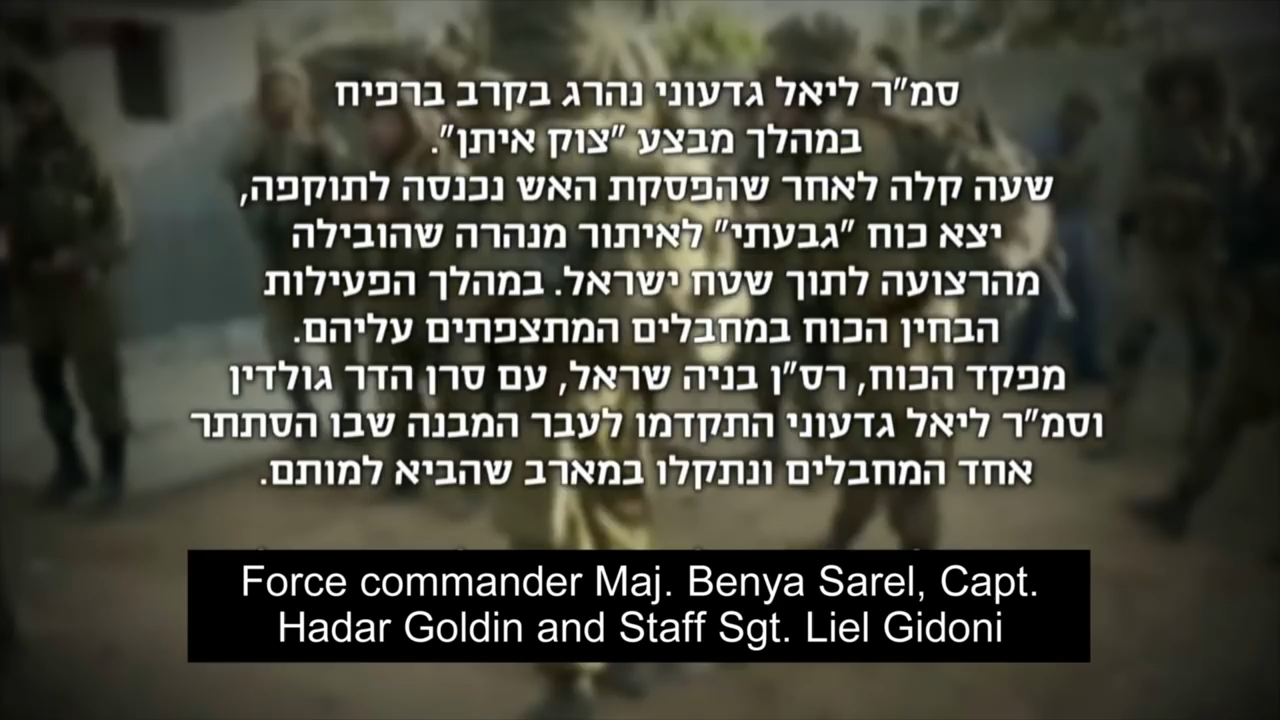 סמ"ר ליאל גדעוני נהרג בקרב ברפיח
במהלך מבצע "צוק איתן".
שעה קלה לאחר שהפסקת האש נכנסה לתוקפה,
יצא כוח "גבעתי" לאיתור מנהרה שהובילה
מהרצועה לתוך שטח ישראל. במהלך הפעילות
הבחין הכוח במחבלים המתצפתים עליהם.
מפקד הכוח, רס"ן בניה שראל, עם סרן הדר גולדין
וסמ"ר ליאל גדעוני התקדמו לעבר המבנה שבו הסתתר
אחד המחבלים ונתקלו במארב שהביא למותם.
Force commander Maj. Benya Sarel, Capt.
Hadar Goldin and Staff Sgt. Liel Gidoni